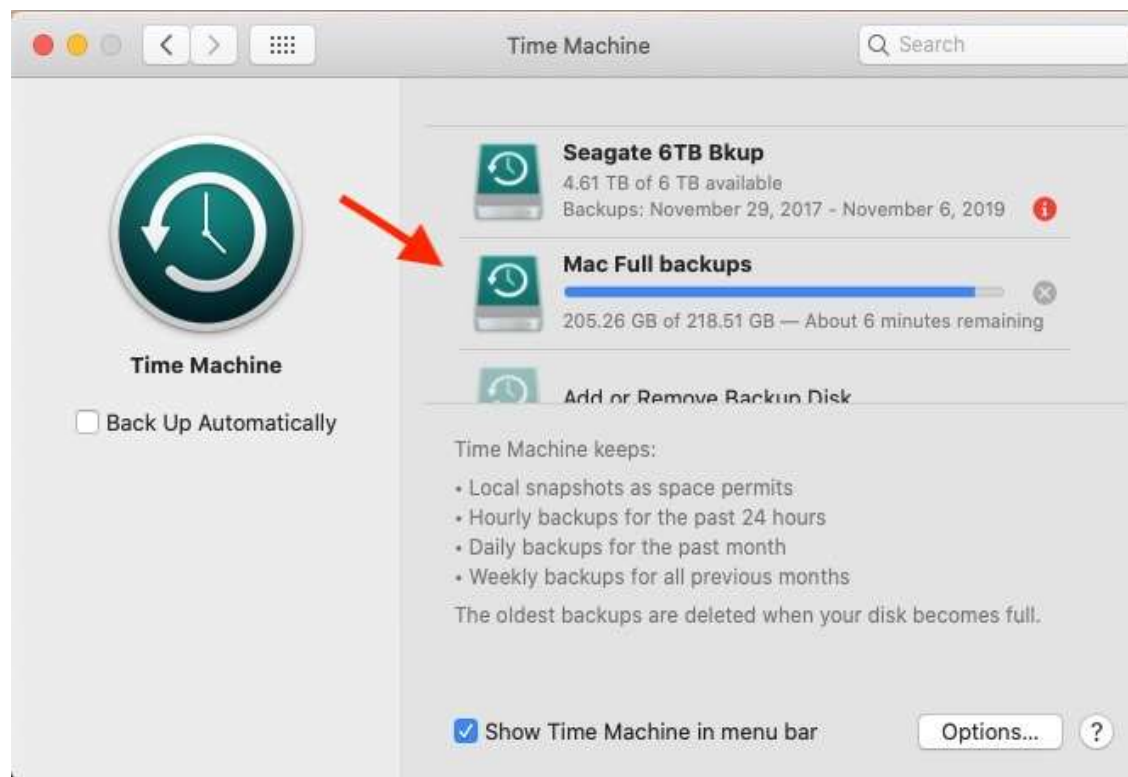 Time Machine
Search
Seagate 6TB Bkup
4.61 TB of 6 TB available
Backups: November 29, 2017 - November 6, 2019
Mac Full backups
205.26 GB of 218.51 GB — About 6 minutes remaining
Time Machine
Add or Remove Backup Disk
Back Up Automatically
Time Machine keeps:
• Local snapshots as space permits
• Hourly backups for the past 24 hours
• Daily backups for the past month
• Weekly backups for all previous months
The oldest backups are deleted when your disk becomes full.
Show Time Machine in menu bar
Options...
?